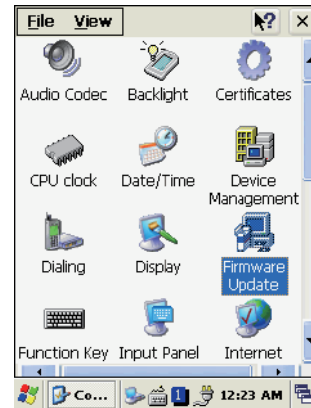 File View ?
Audio Codec Backlight Certificates
CPU clock Date/Time Device
Management
Dialing Display Firmware
Update
Function Key Input Panel Internet
Co... 1 12:23 AM